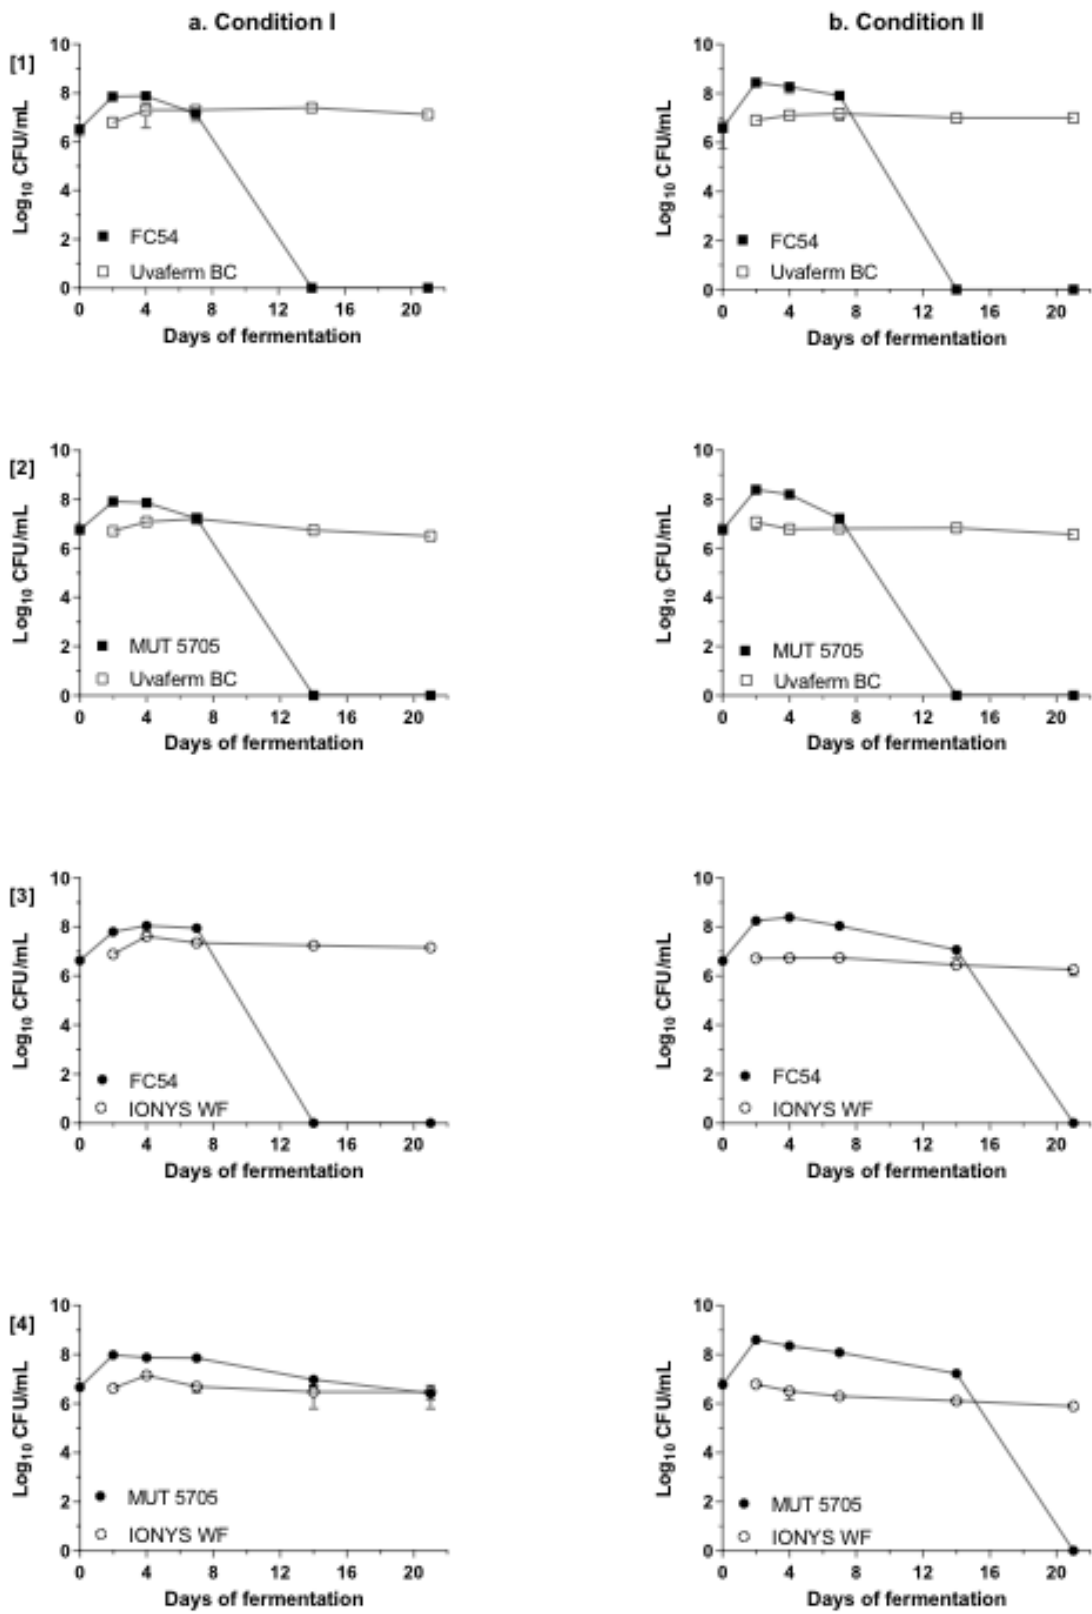 a. Condition I
b. Condition II
[1]
Log10 CFU/mL
10
8
6
4
2
0
FC54
Uvaferm BC
0 4 8 12 16 20
Days of fermentation
Log10 CFU/mL
10
8
6
4
2
0
FC54
Uvaferm BC
0 4 8 12 16 20
Days of fermentation
[2]
Log10 CFU/mL
10
8
6
4
2
0
MUT 5705
Uvaferm BC
0 4 8 12 16 20
Days of fermentation
Log10 CFU/mL
10
8
6
4
2
0
MUT 5705
Uvaferm BC
0 4 8 12 16 20
Days of fermentation
[3]
Log10 CFU/mL
10
8
6
4
2
0
FC54
IONYS WF
0 4 8 12 16 20
Days of fermentation
Log10 CFU/mL
10
8
6
4
2
0
FC54
IONYS WF
0 4 8 12 16 20
Days of fermentation
[4]
Log10 CFU/mL
10
8
6
4
2
0
MUT 5705
IONYS WF
0 4 8 12 16 20
Days of fermentation
Log10 CFU/mL
10
8
6
4
2
0
MUT 5705
IONYS WF
0 4 8 12 16 20
Days of fermentation